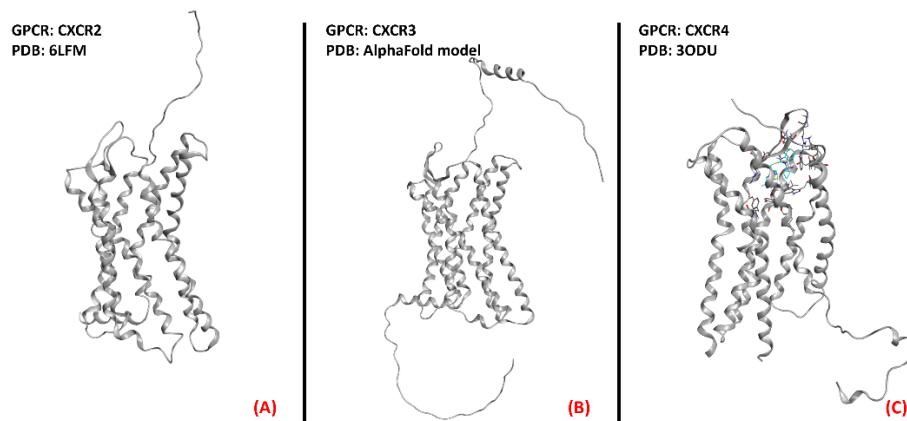 GPCR: CXCR2
PDB: 6LFM
(A)
GPCR: CXCR3
PDB: AlphaFold model
(B)
GPCR: CXCR4
PDB: 3ODU
(C)